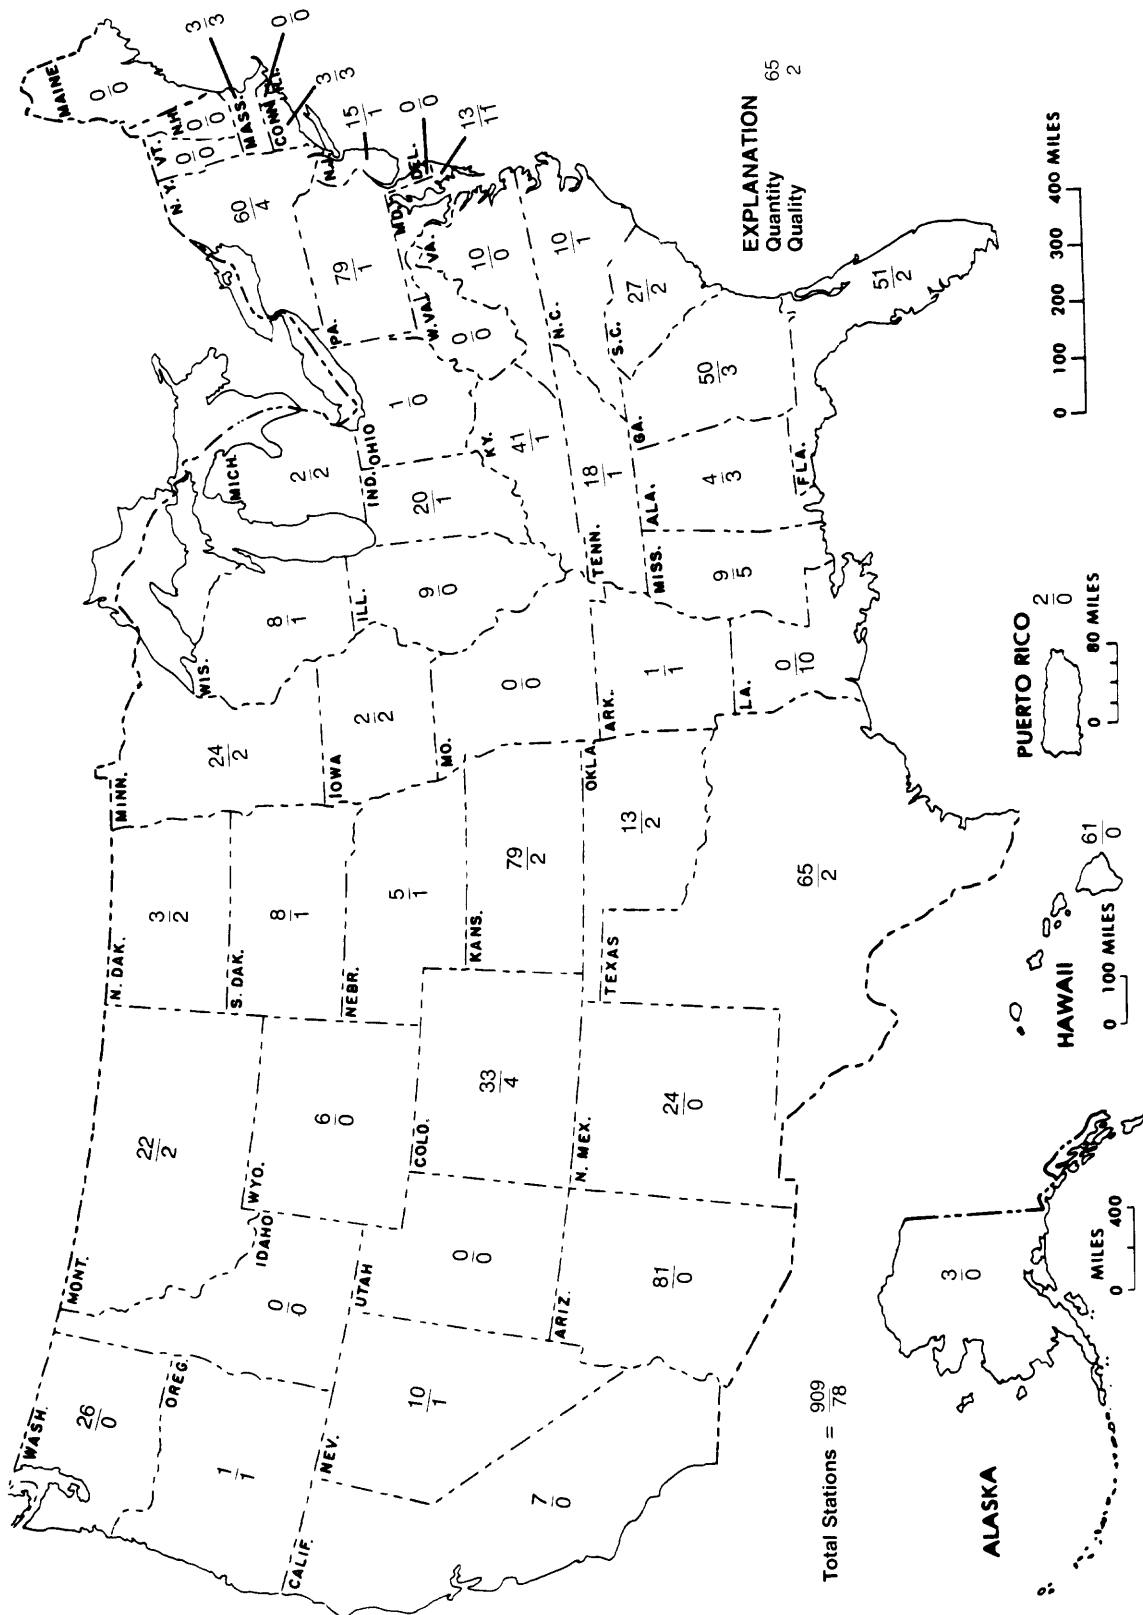 WASH.
26
0
OREG.
1
1
CALIF.
7
0
NEV.
10
1
IDAHO
0
0
MONT.
22
2
WYO.
6
0
UTAH
0
0
COLO.
33
4
ARIZ.
81
0
N. MEX.
24
0
N. DAK.
3
2
S. DAK.
8
1
NEBR.
5
1
KANS.
79
2
OKLA.
13
2
TEXAS
65
2
MINN.
24
2
IOWA
2
2
MO.
0
0
ARK.
1
1
LA.
0
10
WIS.
8
1
ILL.
9
0
MICH.
2
2
IND.
20
1
OHIO
1
0
KY.
41
1
TENN.
18
1
MISS.
9
5
ALA.
4
3
GA.
50
3
FLA.
51
2
S.C.
27
2
N.C.
10
1
VA.
10
0
W.VA.
0
0
PA.
79
1
N.Y.
60
4
VT.
0
0
N.H.
0
0
MAINE
0
0
MASS.
3
3
R.I.
0
0
CONN.
3
3
N.J.
15
1
DEL.
0
0
MD.
13
11
EXPLANATION
Quantity 65
Quality 2
0 100 200 300 400 MILES
Total Stations = 909
78
ALASKA
3
0
MILES
0 400
HAWAII
61
0
0 100 MILES
PUERTO RICO
2
0
0 80 MILES